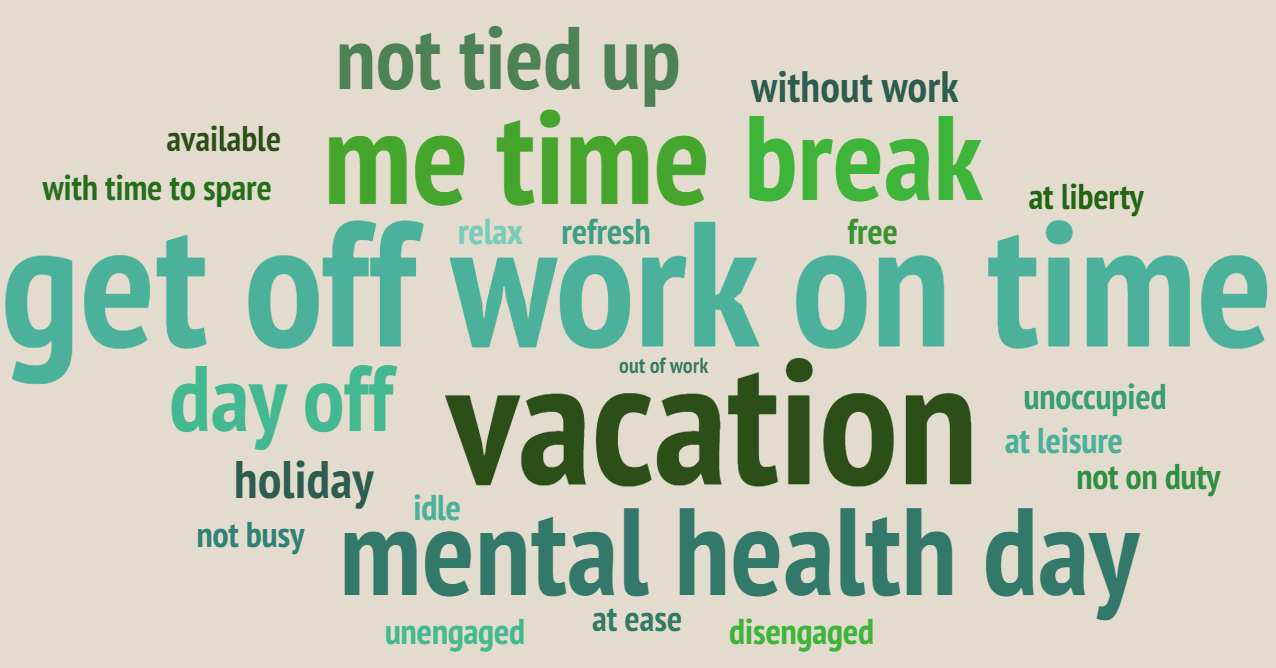 not tied up
without work
available
me time
break
with time to spare
at liberty
relax
refresh
free
get off work on time
out of work
day off
vacation
unoccupied
at leisure
holiday
not on duty
idle
not busy
mental health day
at ease
unengaged
disengaged